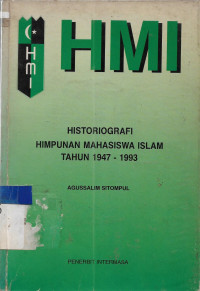 HMI
HMI
HISTORIOGRAFI
HIMPUNAN MAHASISWA ISLAM
TAHUN 1947 - 1993
AGUSSALIM SITOMPUL
PENERBIT INTERMASA